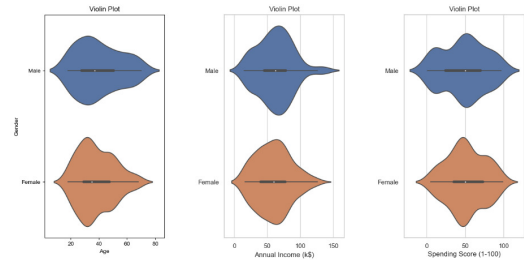 Violin Plot
Male
Female
Gender
20 40 60 80
Age
Violin Plot
Male
Female
0 50 100 150
Annual Income (k$)
Violin Plot
Male
Female
0 50 100
Spending Score (1-100)